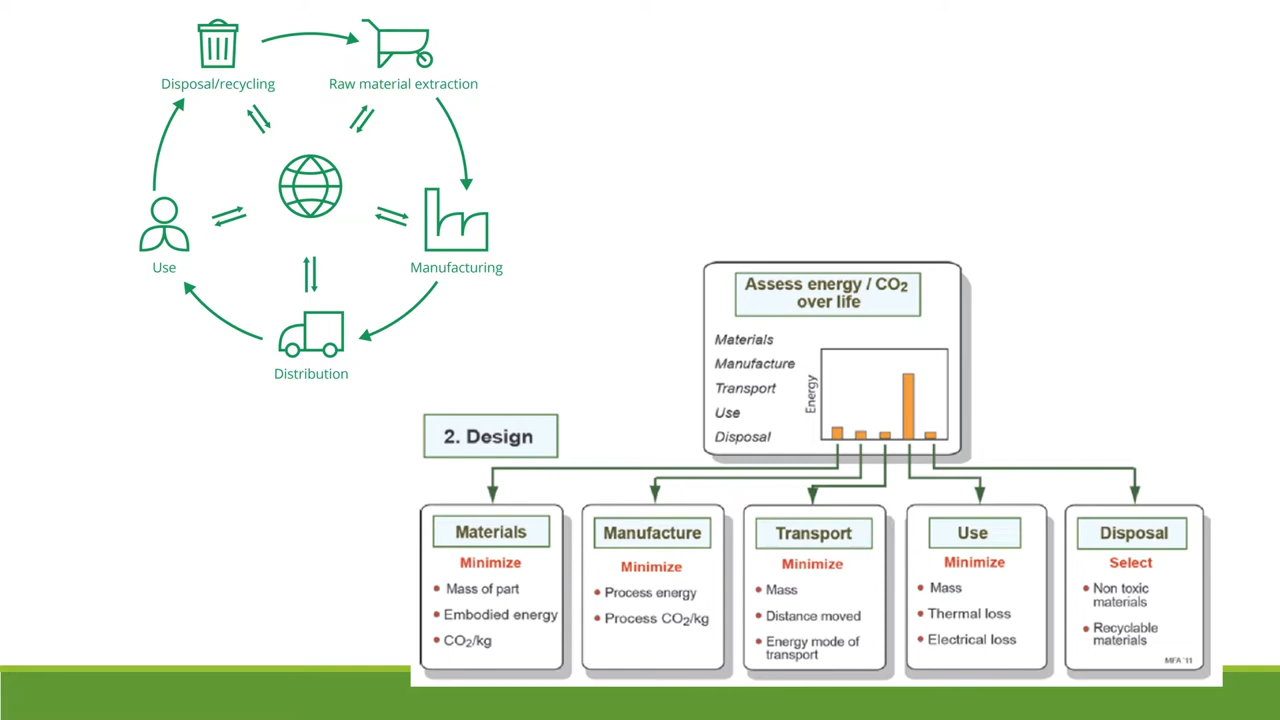 Disposal/recycling
Raw material extraction
Use
Manufacturing
Distribution
Assess energy / CO₂
over life
Materials
Manufacture
Transport
Use
Disposal
Energy
2. Design
Materials
Minimize
• Mass of part
• Embodied energy
• CO₂/kg
Manufacture
Minimize
• Process energy
• Process CO₂/kg
Transport
Minimize
• Mass
• Distance moved
• Energy mode of
transport
Use
Minimize
• Mass
• Thermal loss
• Electrical loss
Disposal
Select
• Non toxic
materials
• Recyclable
materials
MFA '11